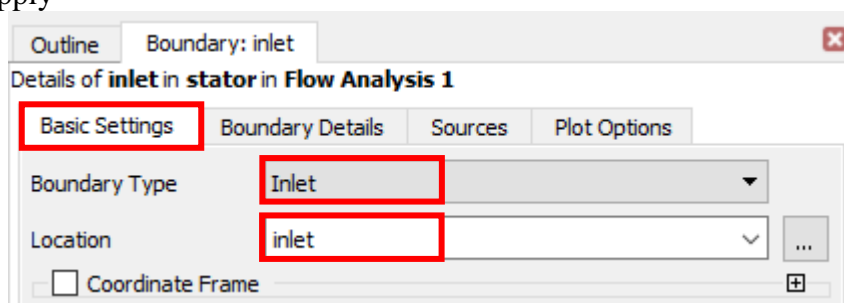 Outline Boundary: inlet
Details of inlet in stator in Flow Analysis 1
Basic Settings Boundary Details Sources Plot Options
Boundary Type Inlet
Location inlet ...
Coordinate Frame